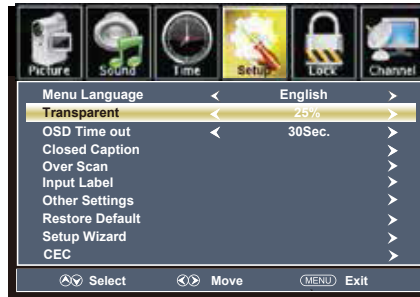 Picture Sound Time Setup Lock Channel
Menu Language English
Transparent 25%
OSD Time out 30Sec.
Closed Caption
Over Scan
Input Label
Other Settings
Restore Default
Setup Wizard
CEC
Select Move MENU Exit